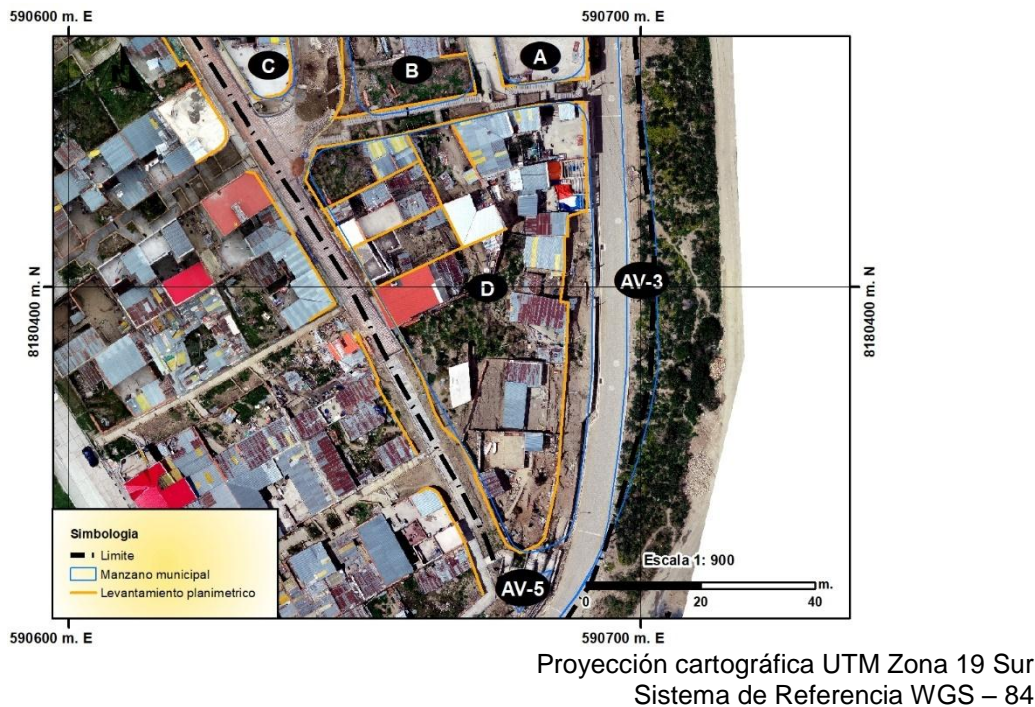 590600 m. E
590700 m. E
C
B
A
8180400 m. N
D
AV-3
8180400 m. N
Simbologia
Limite
Manzano municipal
Levantamiento planimetrico
AV-5
Escala 1: 900
m.
0
20
40
590600 m. E
590700 m. E
Proyección cartográfica UTM Zona 19 Sur
Sistema de Referencia WGS – 84